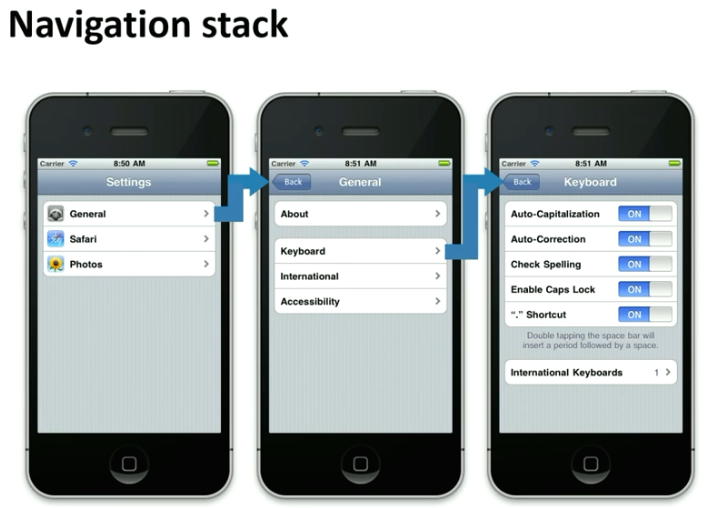 Navigation stack
Carrier 8:50 AM
Settings
General
Safari
Photos
Carrier 8:51 AM
Back General
About
Keyboard
International
Accessibility
Carrier 8:51 AM
Back Keyboard
Auto-Capitalization ON
Auto-Correction ON
Check Spelling ON
Enable Caps Lock ON
“.” Shortcut ON
Double tapping the space bar will
insert a period followed by a space.
International Keyboards 1